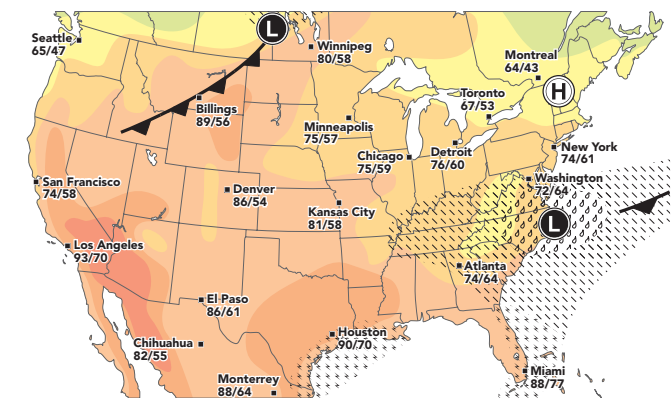 L
Seattle
65/47
Winnipeg
80/58
Montreal
64/43
H
Toronto
67/53
Billings
89/56
Minneapolis
75/57
Chicago
75/59
Detroit
76/60
New York
74/61
San Francisco
74/58
Denver
86/54
Kansas City
81/58
Washington
72/64
L
Los Angeles
93/70
Atlanta
74/64
El Paso
86/61
Houston
90/70
Chihuahua
82/55
Monterrey
88/64
Miami
88/77